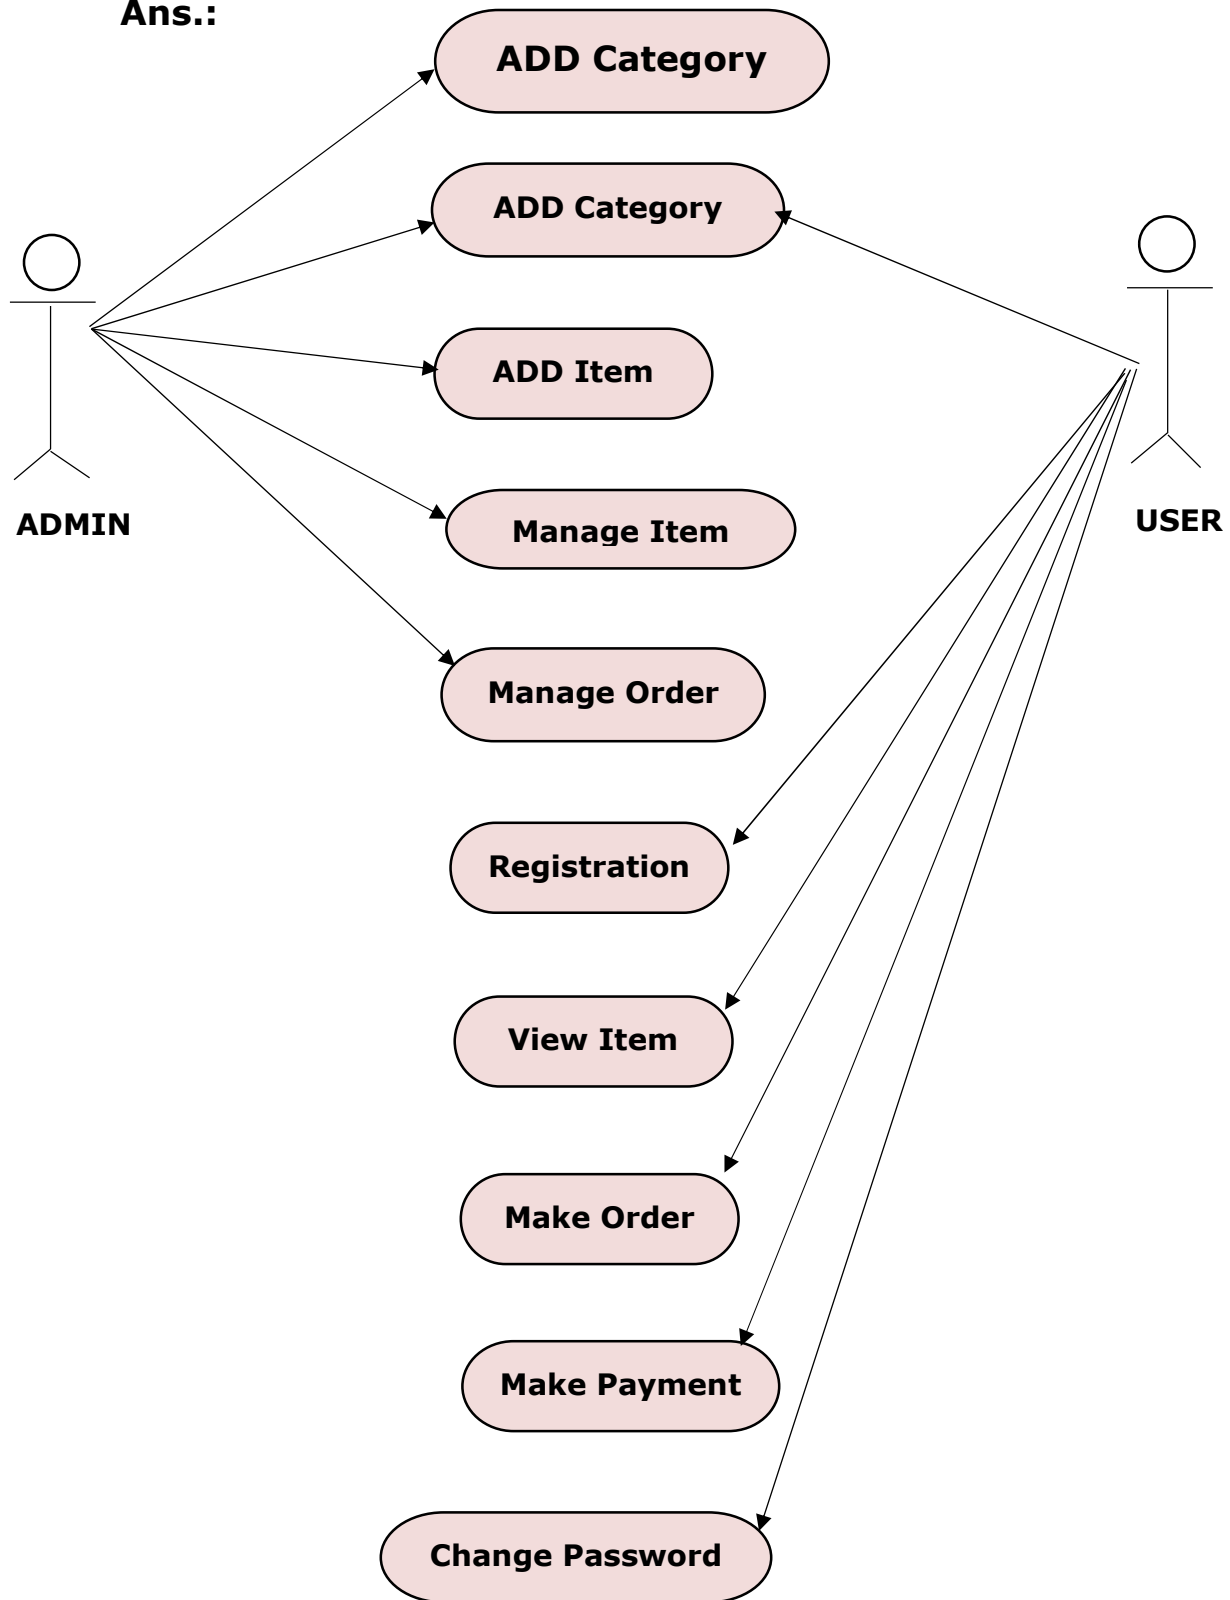 Ans.:
ADD Category
ADD Category
ADD Item
ADMIN
USER
Manage Item
Manage Order
Registration
View Item
Make Order
Make Payment
Change Password